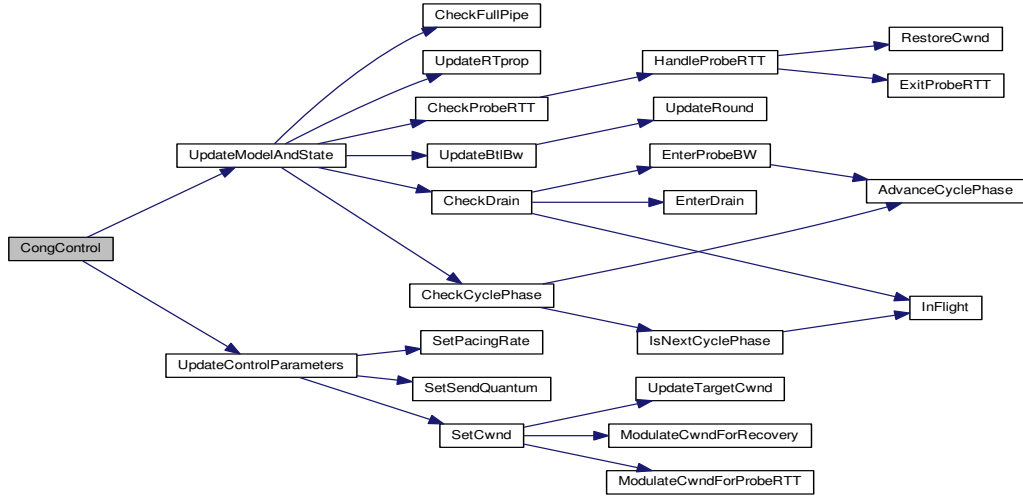 CheckFullPipe
RestoreCwnd
UpdateRTprop
HandleProbeRTT
ExitProbeRTT
CheckProbeRTT
UpdateRound
UpdateModelAndState
UpdateBtlBw
EnterProbeBW
AdvanceCyclePhase
CheckDrain
EnterDrain
CongControl
CheckCyclePhase
InFlight
SetPacingRate
IsNextCyclePhase
UpdateControlParameters
SetSendQuantum
UpdateTargetCwnd
SetCwnd
ModulateCwndForRecovery
ModulateCwndForProbeRTT